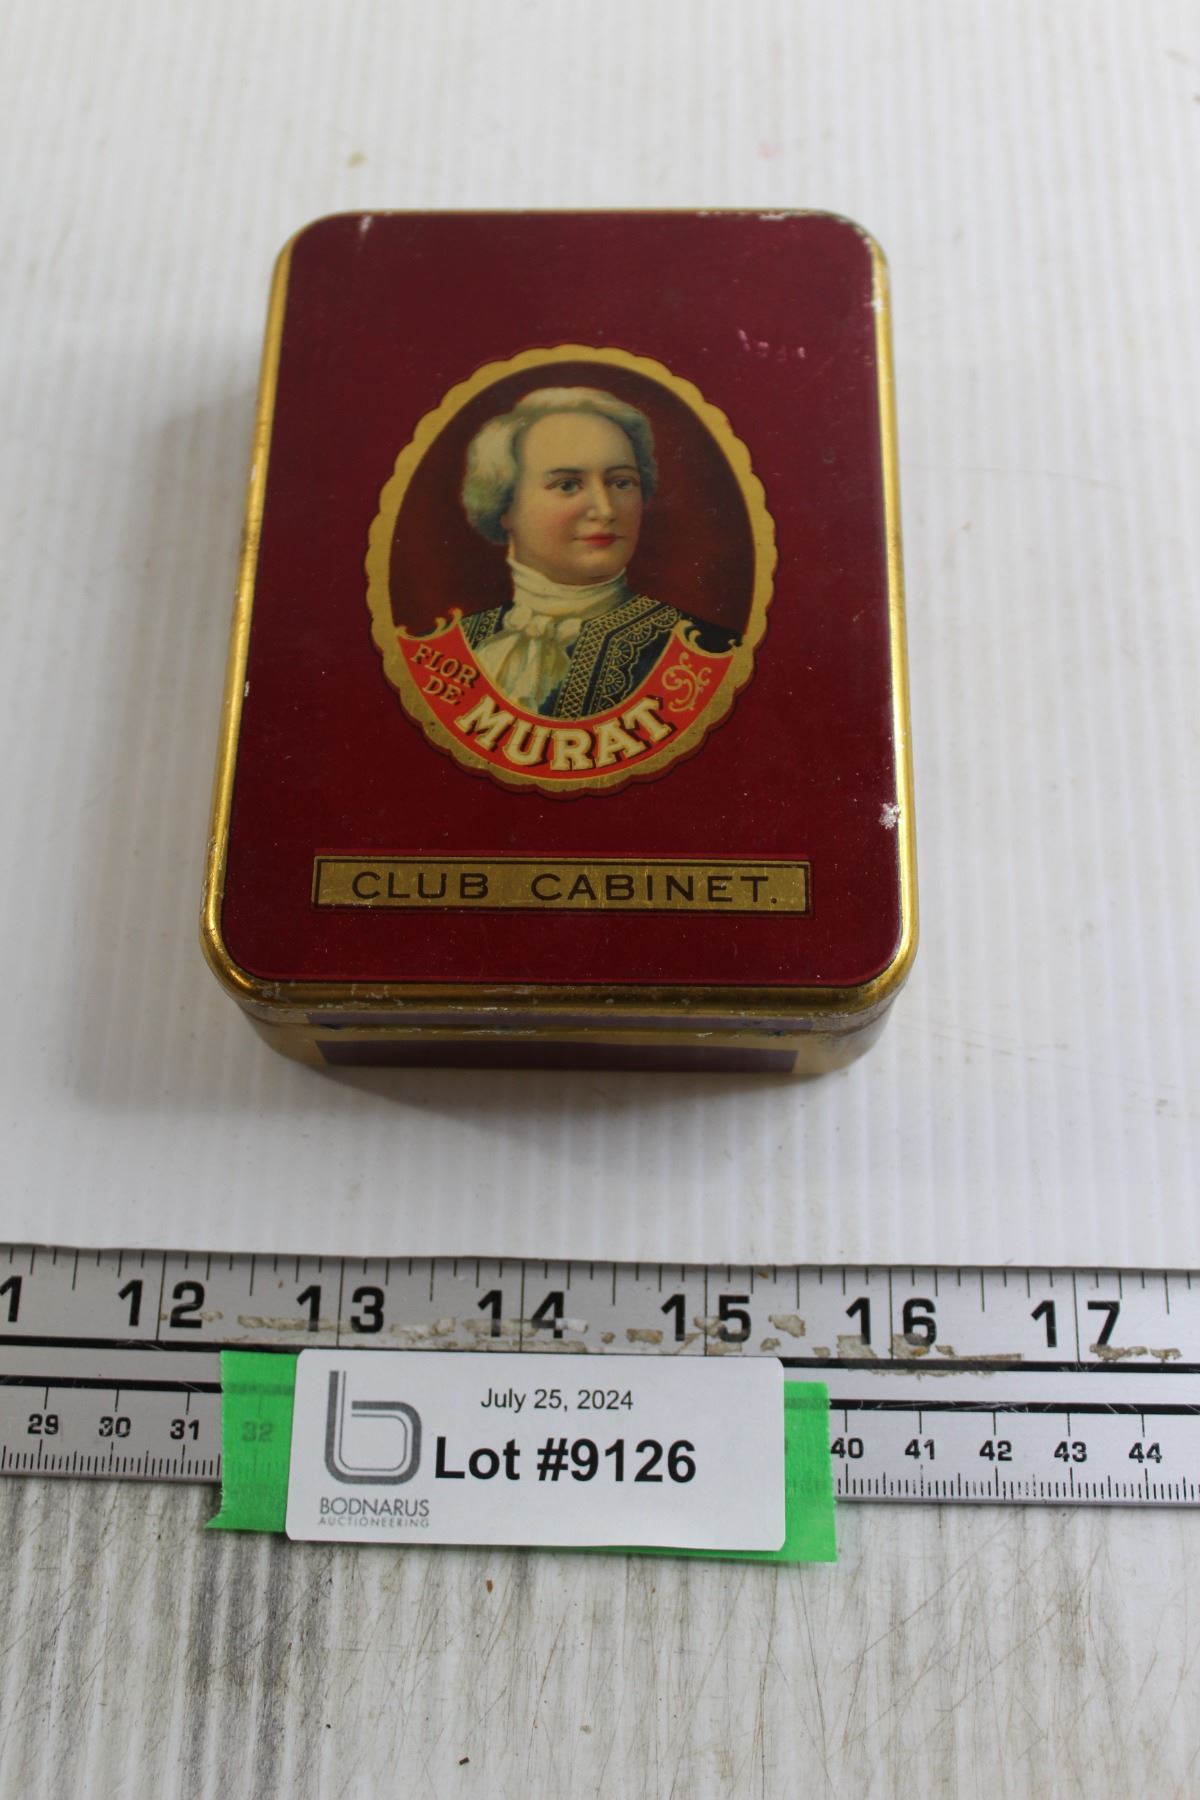 FLOR
DE
MURAT
CLUB CABINET.
1 12 13 14 15 16 17
29 30 31 32 40 41 42 43 44
July 25, 2024
Lot #9126
BODNARUS
AUCTIONEERING